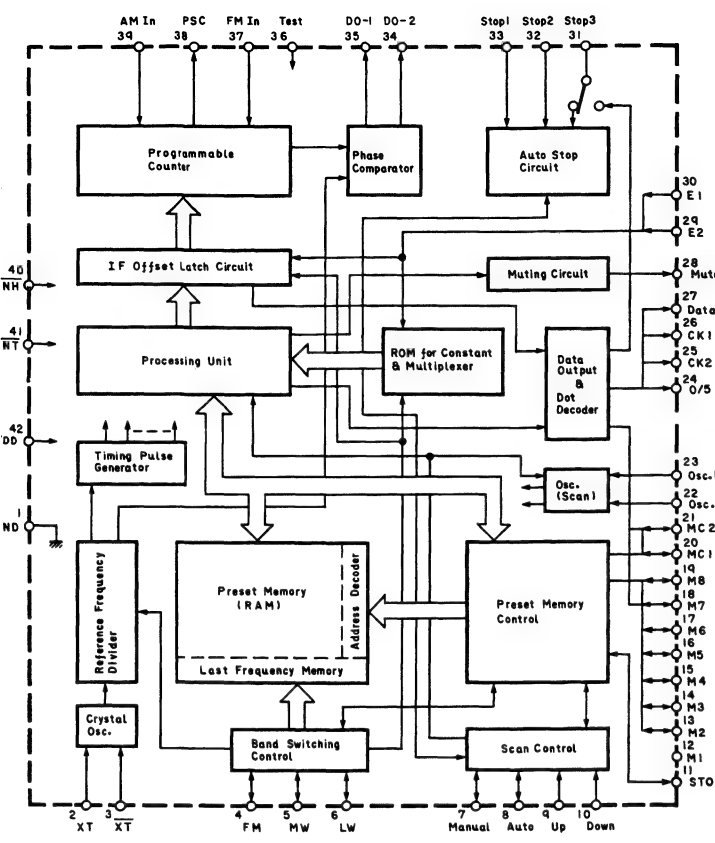 AM In PSC FM In Test DO-1 DO-2 Stop1 Stop2 Stop3
39 38 37 36 35 34 33 32 31
Programmable
Counter
Phase
Comparator
Auto Stop
Circuit
30
E1
29
E2
IF Offset Latch Circuit
Muting Circuit
28
Mute
40
NH
27
Data
26
CK1
25
CK2
24
O/5
41
NT
Processing Unit
ROM for Constant
& Multiplexer
Data
Output
&
Dot
Decoder
42
DD
Timing Pulse
Generator
Osc.
(Scan)
23
Osc.
22
Osc.
1
ND
21
MC2
20
MC1
19
M8
18
M7
17
M6
16
M5
15
M4
14
M3
13
M2
12
M1
11
STO
Reference Frequency
Divider
Preset Memory
(RAM)
Address Decoder
Last Frequency Memory
Preset Memory
Control
Crystal
Osc.
Band Switching
Control
Scan Control
2 3 4 5 6 7 8 9 10
XT XT FM MW LW Manual Auto Up Down